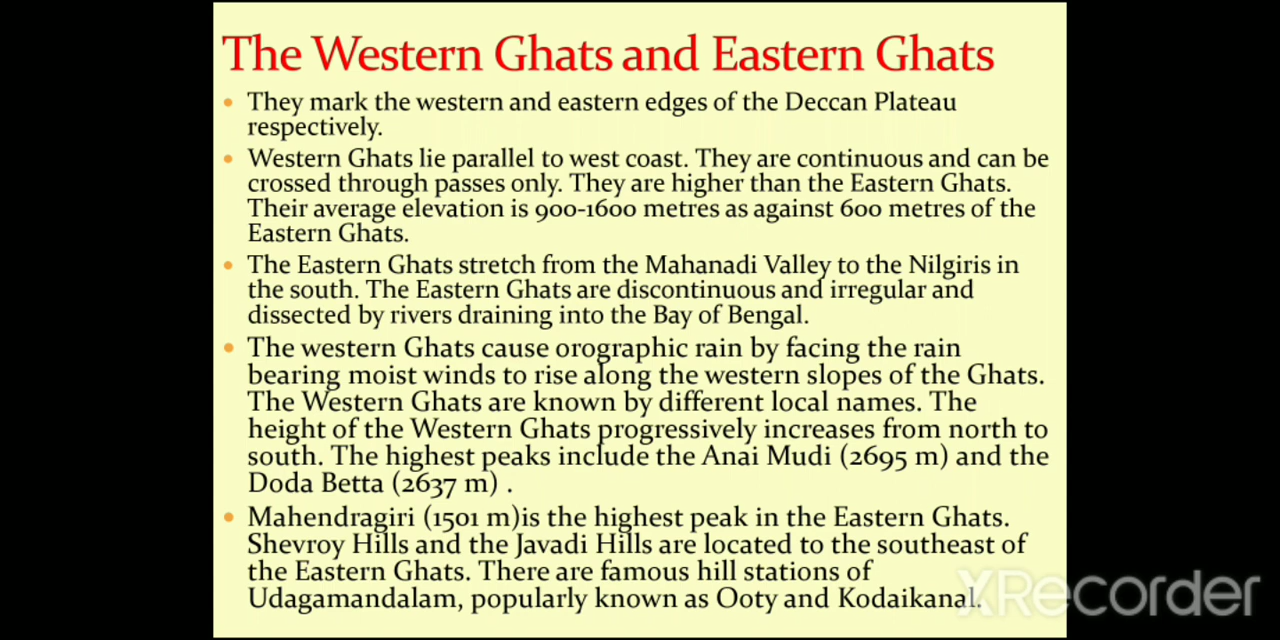 The Western Ghats and Eastern Ghats
• They mark the western and eastern edges of the Deccan Plateau
respectively.
• Western Ghats lie parallel to west coast. They are continuous and can be
crossed through passes only. They are higher than the Eastern Ghats.
Their average elevation is 900-1600 metres as against 600 metres of the
Eastern Ghats.
• The Eastern Ghats stretch from the Mahanadi Valley to the Nilgiris in
the south. The Eastern Ghats are discontinuous and irregular and
dissected by rivers draining into the Bay of Bengal.
• The western Ghats cause orographic rain by facing the rain
bearing moist winds to rise along the western slopes of the Ghats.
The Western Ghats are known by different local names. The
height of the Western Ghats progressively increases from north to
south. The highest peaks include the Anai Mudi (2695 m) and the
Doda Betta (2637 m) .
• Mahendragiri (1501 m)is the highest peak in the Eastern Ghats.
Shevroy Hills and the Javadi Hills are located to the southeast of
the Eastern Ghats. There are famous hill stations of
Udagamandalam, popularly known as Ooty and Kodaikanal.
XRecorder